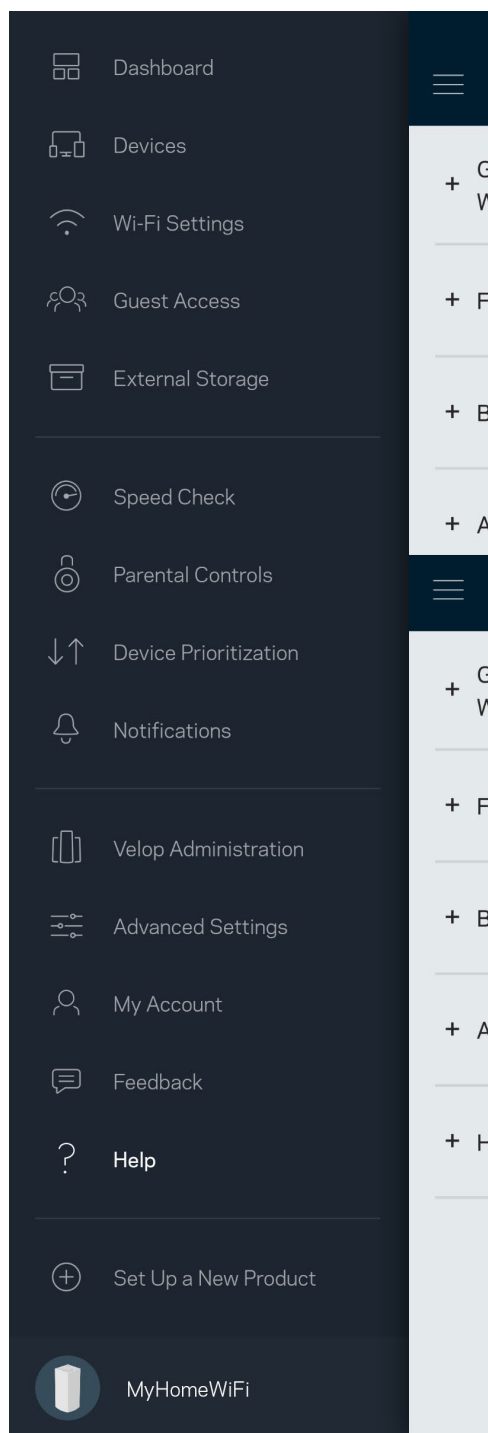 Dashboard
Devices
Wi-Fi Settings
Guest Access
External Storage
Speed Check
Parental Controls
Device Prioritization
Notifications
Velop Administration
Advanced Settings
My Account
Feedback
Help
Set Up a New Product
MyHomeWiFi
+ G
W
+ F
+ B
+ A
+ G
W
+ F
+ B
+ A
+ H